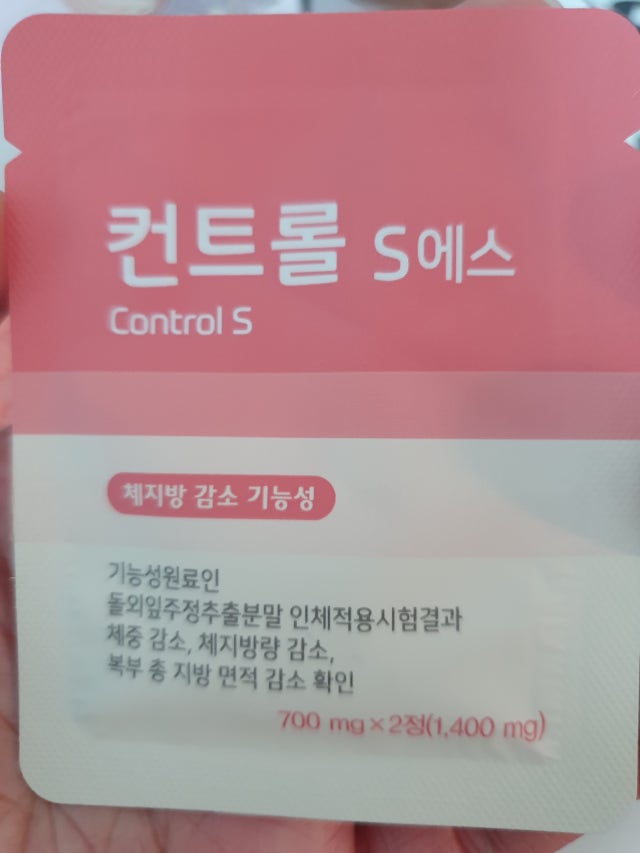 컨트롤 S에스
Control S
체지방 감소 기능성
기능성원료인
돌외잎주정추출분말 인체적용시험결과
체중 감소, 체지방량 감소,
복부 총 지방 면적 감소 확인
700 mg×2정(1,400 mg)